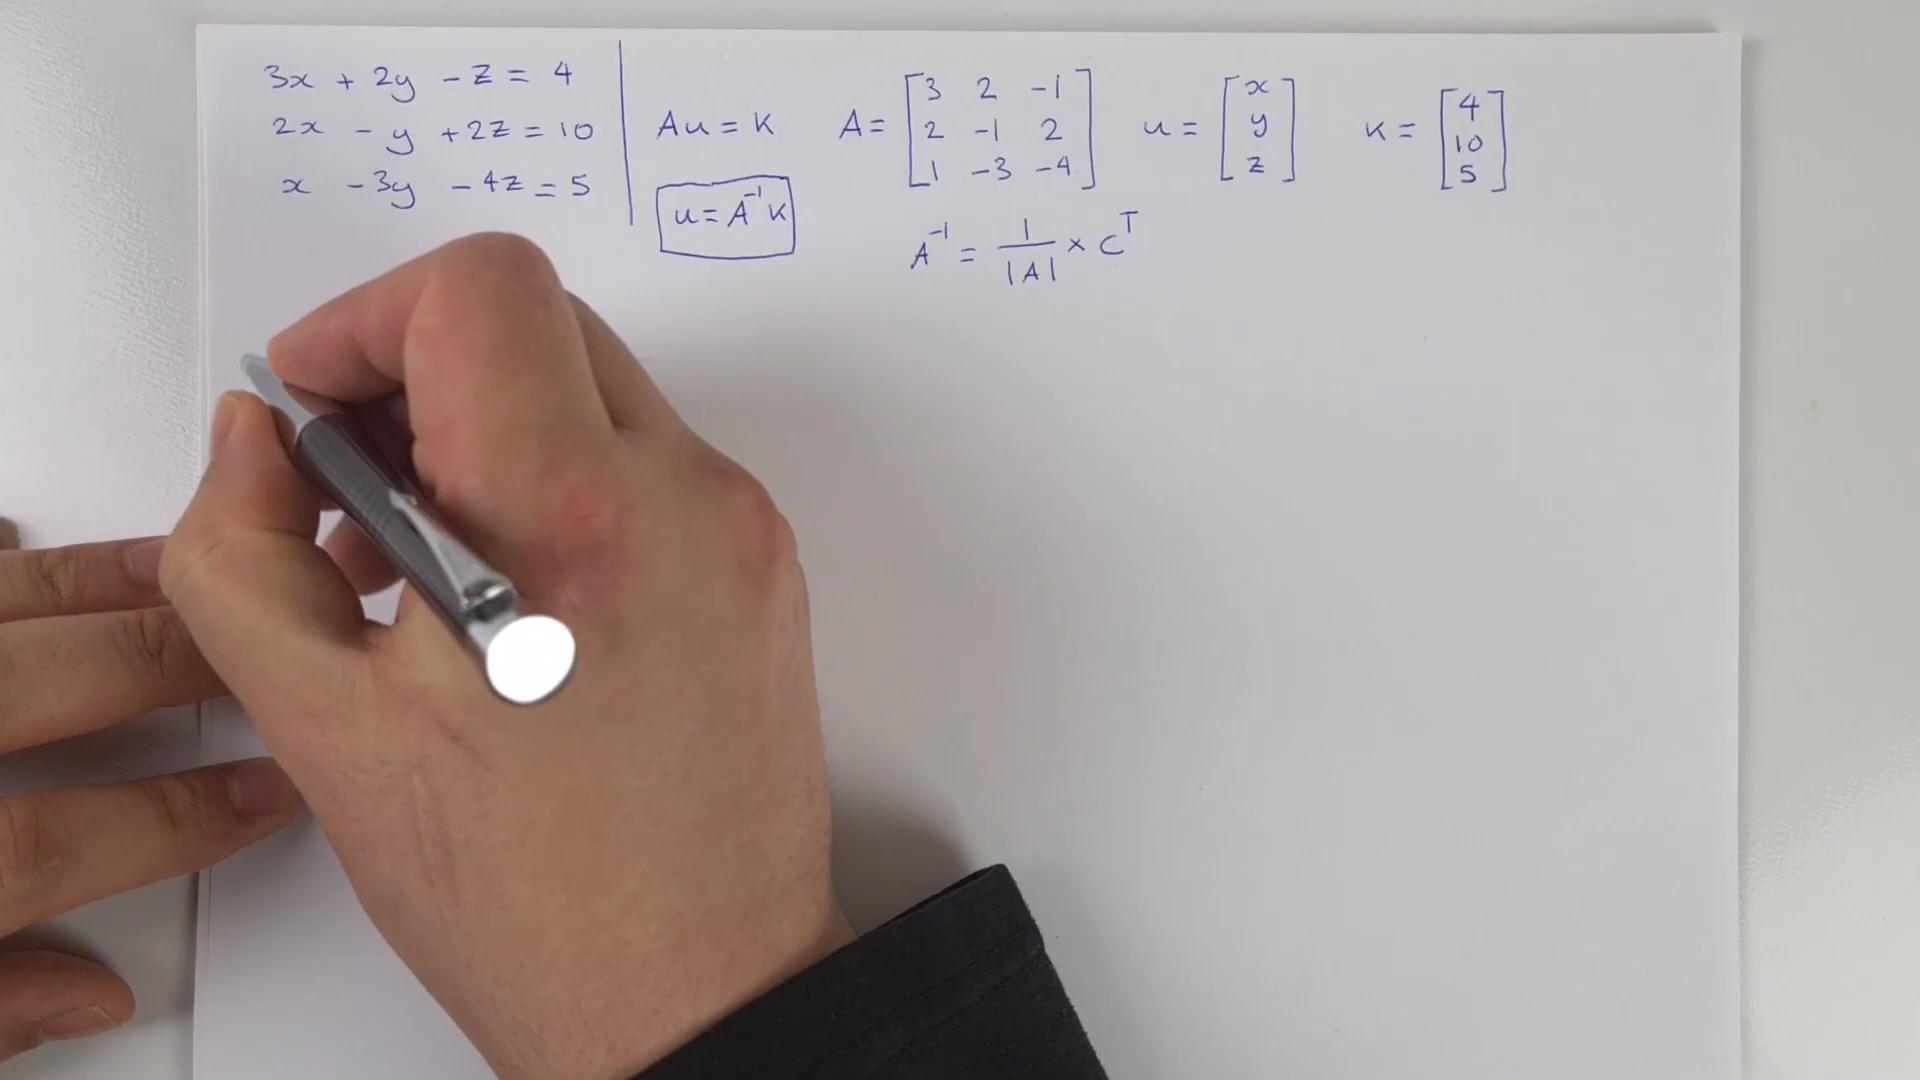 3x + 2y - z = 4
2x - y + 2z = 10
x - 3y - 4z = 5
Au = K
u = A⁻¹K
A = [3 2 -1
2 -1 2
1 -3 -4]
u = [x
y
z]
K = [4
10
5]
A⁻¹ = 1/|A| × Cᵀ